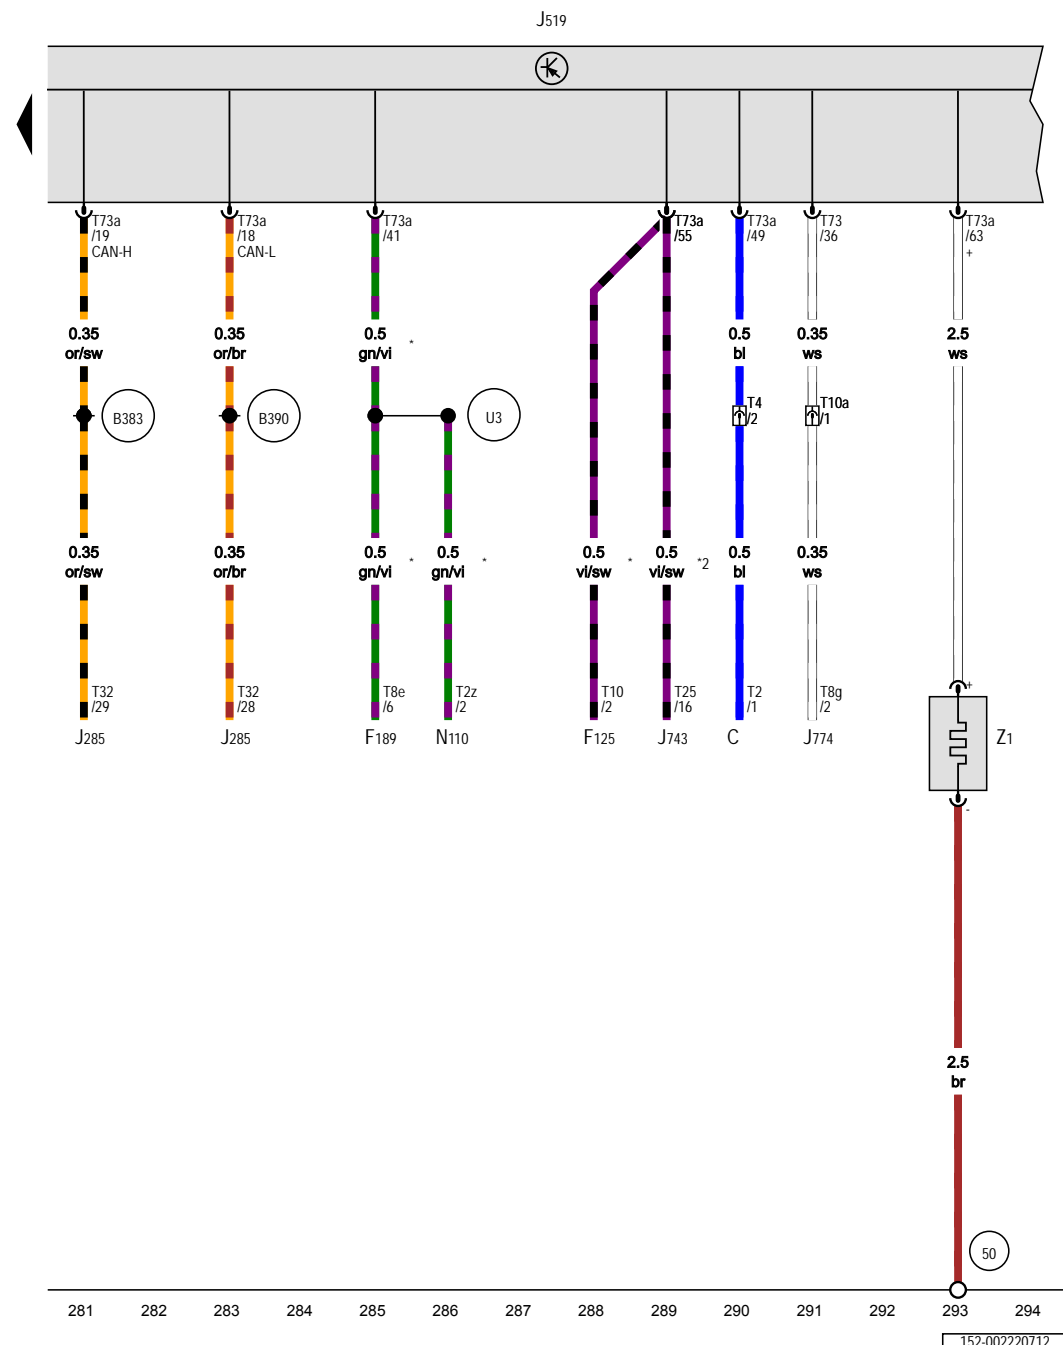 J519
T73a
/19
CAN-H
T73a
/18
CAN-L
T73a
/41
T73a
/55
T73a
/49
T73
/36
T73a
/63
+
0.35
or/sw
0.35
or/br
0.5
gn/vi
*
0.5
bl
0.35
ws
2.5
ws
B383
B390
U3
T4
/2
T10a
/1
0.35
or/sw
0.35
or/br
0.5
gn/vi
*
0.5
gn/vi
*
0.5
vi/sw
*
0.5
vi/sw
*2
0.5
bl
0.35
ws
T32
/29
T32
/28
T8e
/6
T2z
/2
T10
/2
T25
/16
T2
/1
T8g
/2
+
J285
J285
F189
N110
F125
J743
C
J774
Z1
-
2.5
br
50
281 282 283 284 285 286 287 288 289 290 291 292 293 294
152-002220712